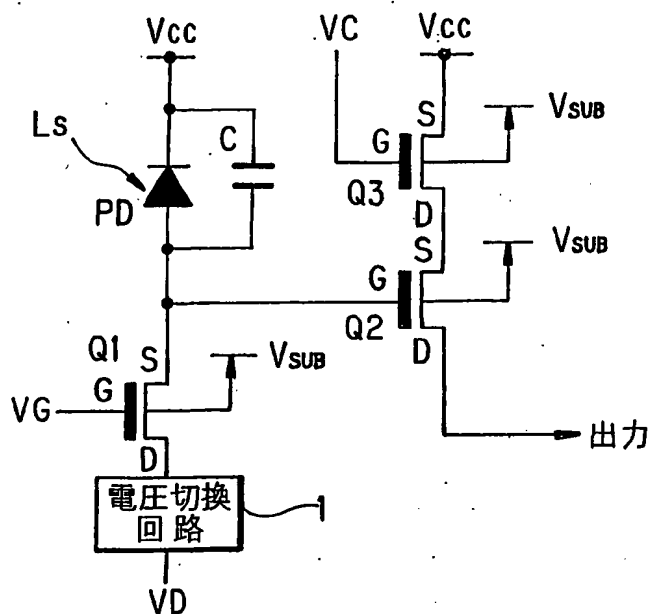 Vcc
VC
Vcc
Ls
C
PD
S
VSUB
G
Q3
D
S
VSUB
G
Q2
D
Q1
S
VSUB
G
VG
D
出力
電圧切換
回路
1
VD